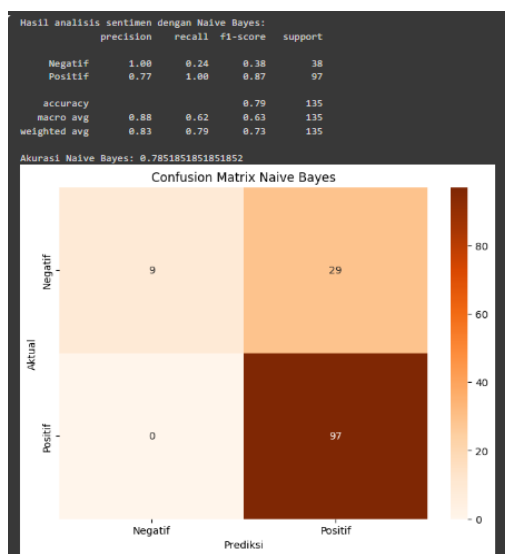 Hasil analisis sentimen dengan Naive Bayes:
precision recall f1-score support
Negatif 1.00 0.24 0.38 38
Positif 0.77 1.00 0.87 97
accuracy 0.79 135
macro avg 0.88 0.62 0.63 135
weighted avg 0.83 0.79 0.73 135
Akurasi Naive Bayes: 0.7851851851851852
Confusion Matrix Naive Bayes
Negatif
9 29
80
60
Aktual
40
Positif
0 97
20
0
Negatif Positif
Prediksi